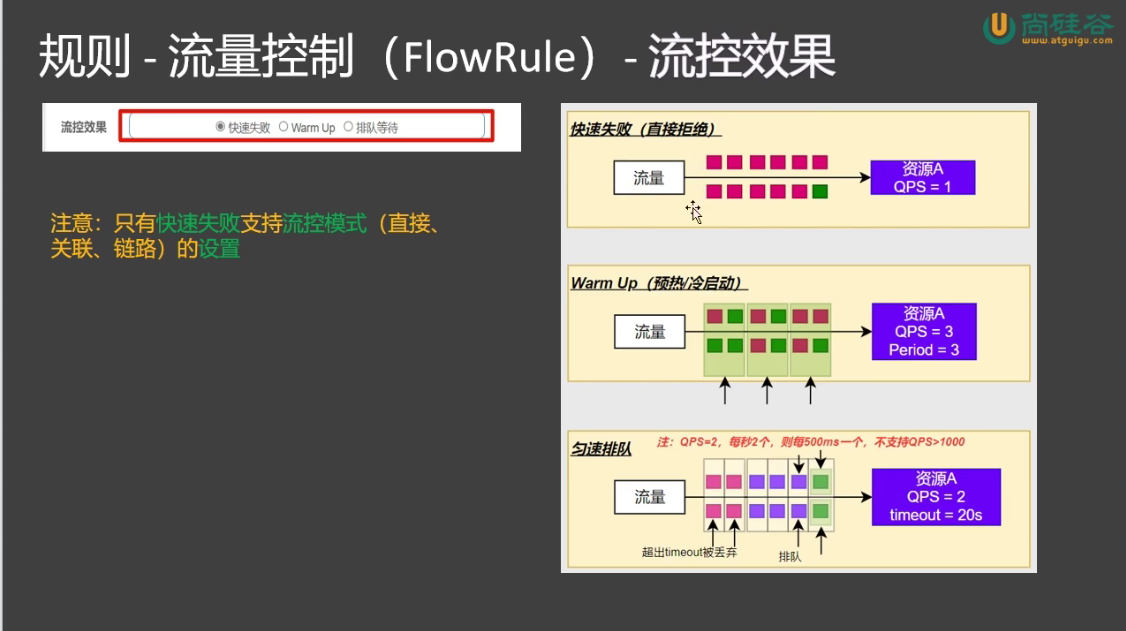 尚硅谷
www.atguigu.com
规则 - 流量控制（FlowRule）- 流控效果
流控效果 快速失败 Warm Up 排队等待
注意：只有快速失败支持流控模式（直接、
关联、链路）的设置
快速失败（直接拒绝）
流量
资源A
QPS = 1
Warm Up（预热/冷启动）
流量
资源A
QPS = 3
Period = 3
匀速排队
注：QPS=2，每秒2个，则每500ms一个，不支持QPS>1000
流量
资源A
QPS = 2
timeout = 20s
超出timeout被丢弃
排队